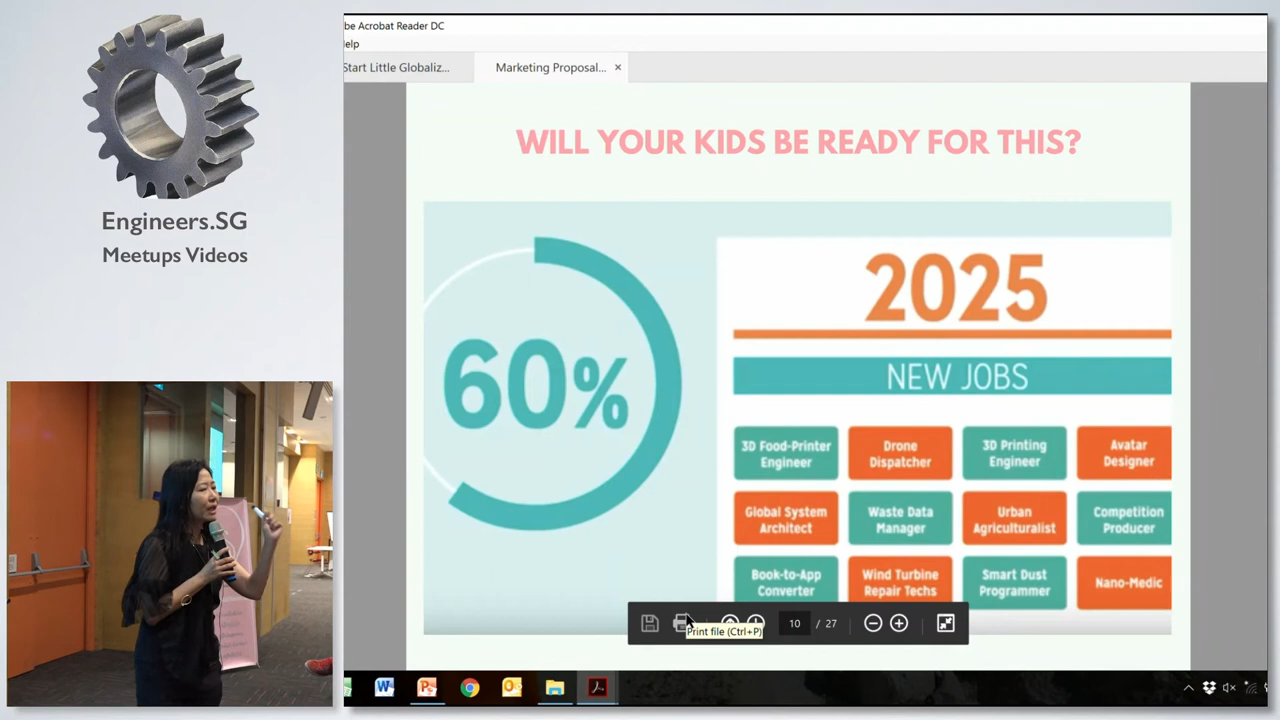 Engineers.SG
Meetups Videos
be Acrobat Reader DC
elp
Start Little Globaliz...
Marketing Proposal...
WILL YOUR KIDS BE READY FOR THIS?
60%
2025
NEW JOBS
3D Food-Printer
Engineer
Drone
Dispatcher
3D Printing
Engineer
Avatar
Designer
Global System
Architect
Waste Data
Manager
Urban
Agriculturalist
Competition
Producer
Book-to-App
Converter
Wind Turbine
Repair Techs
Smart Dust
Programmer
Nano-Medic
10 / 27
Print file (Ctrl+P)